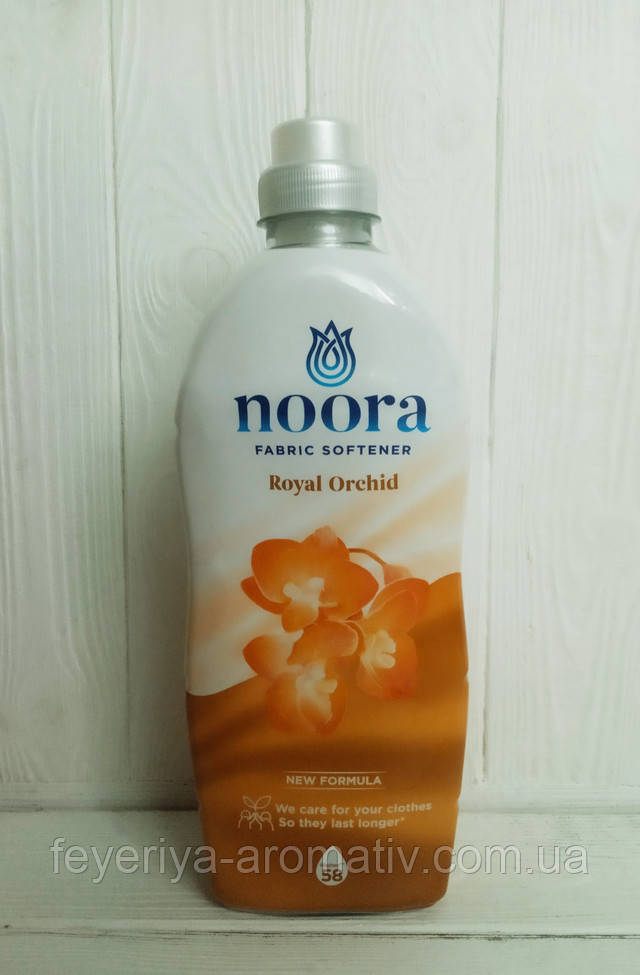 noora
FABRIC SOFTENER
Royal Orchid
NEW FORMULA
We care for your clothes
So they last longer*
feyeriya-aromativ.com.ua
58